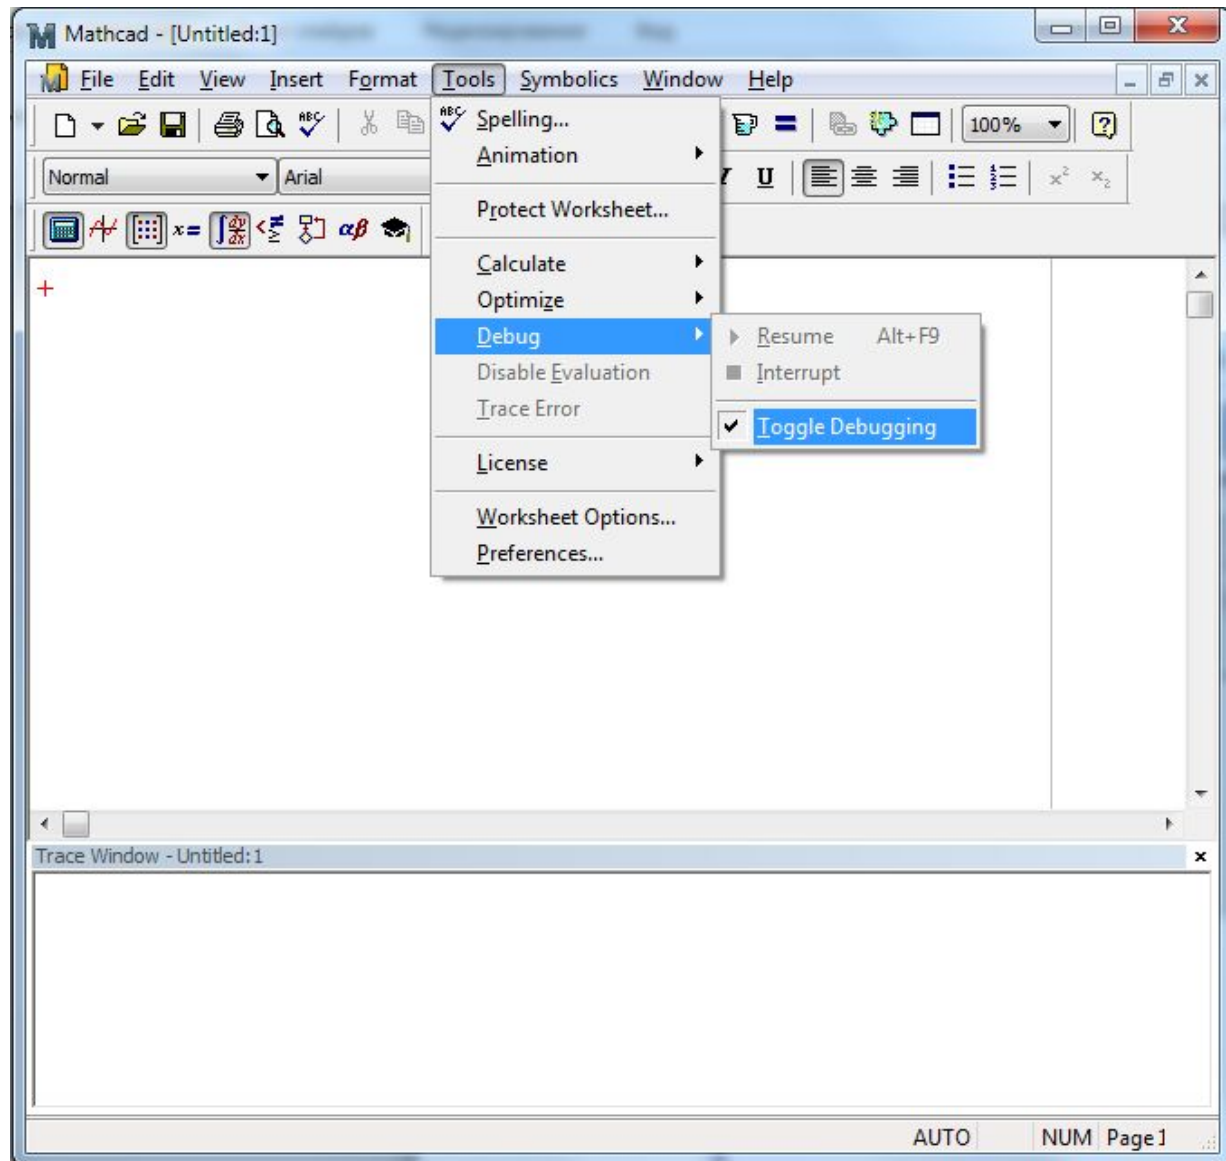 Mathcad - [Untitled:1]
File Edit View Insert Format Tools Symbolics Window Help
100%
Normal Arial
Spelling...
Animation
Protect Worksheet...
Calculate
Optimize
Debug
Resume Alt+F9
Disable Evaluation
Interrupt
Trace Error
Toggle Debugging
License
Worksheet Options...
Preferences...
Trace Window - Untitled:1
AUTO NUM Page 1